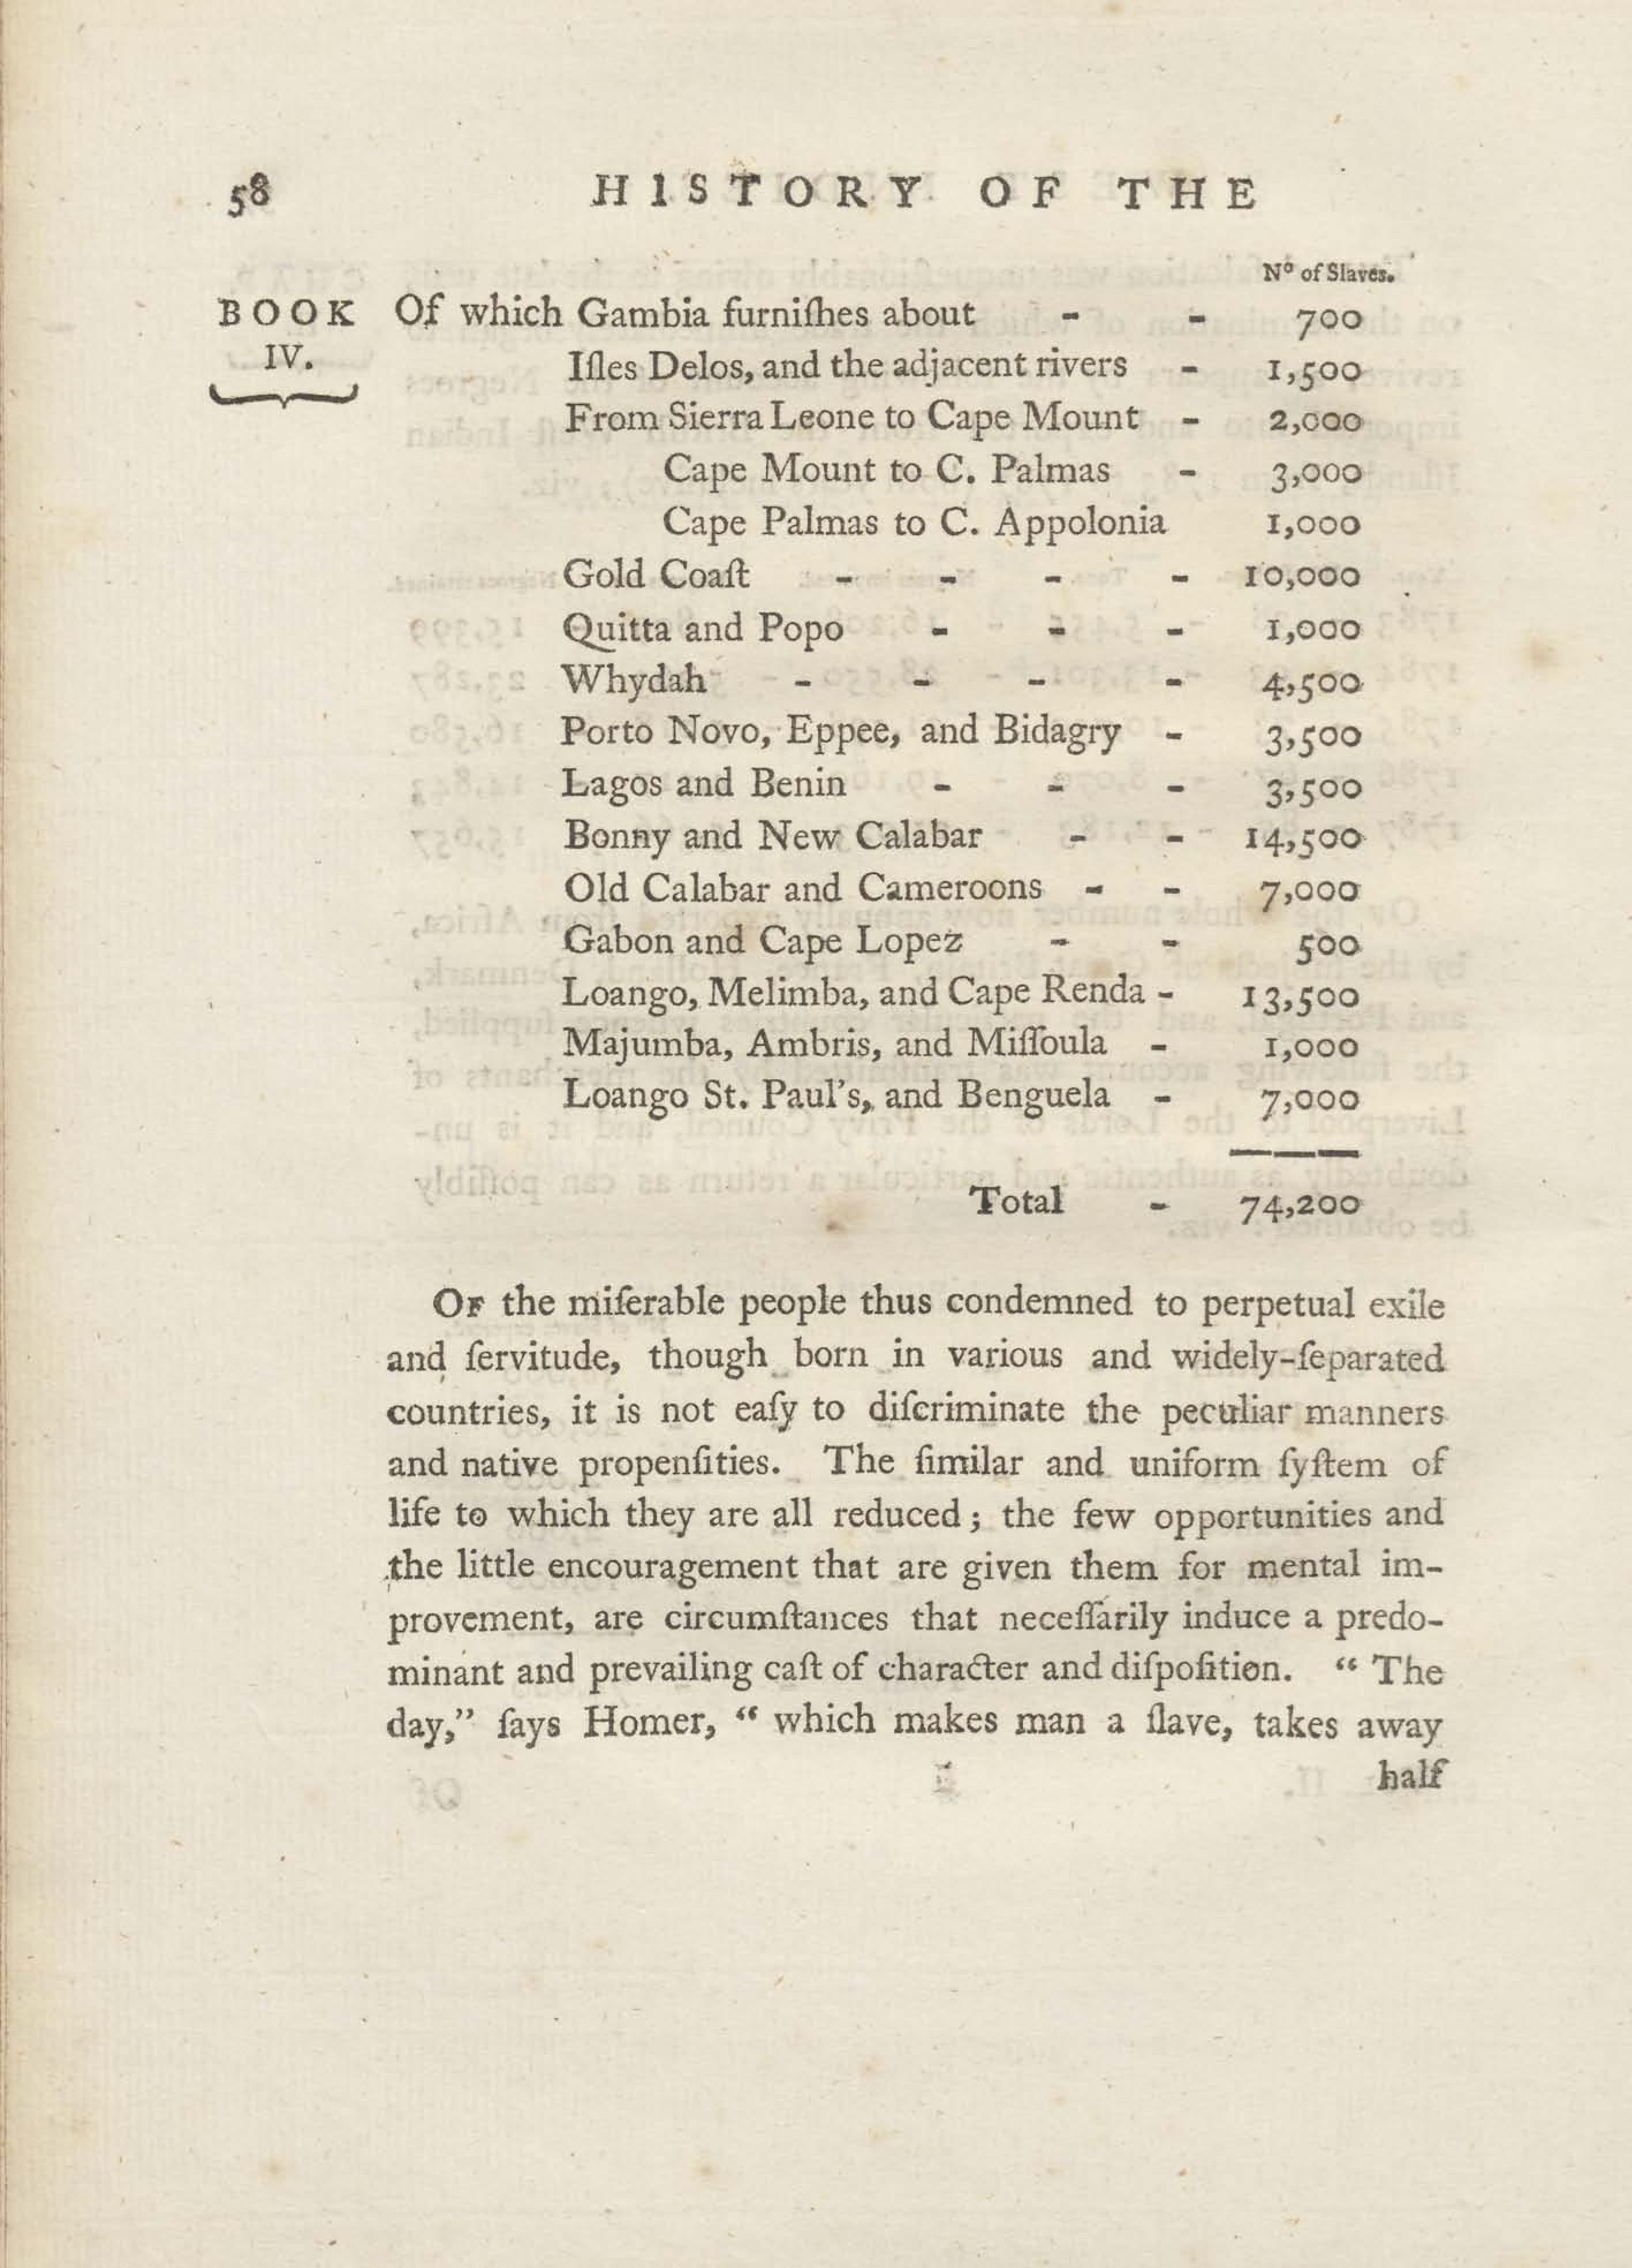 58 HISTORY OF THE
Nº of Slaves.
BOOK IV.
Of which Gambia furniſhes about - - 700
Iſles Delos, and the adjacent rivers - 1,500
From Sierra Leone to Cape Mount - 2,000
Cape Mount to C. Palmas - 3,000
Cape Palmas to C. Appolonia 1,000
Gold Coaſt - - - - 10,000
Quitta and Popo - - - 1,000
Whydah - - - - 4,500
Porto Novo, Eppee, and Bidagry - 3,500
Lagos and Benin - - - 3,500
Bonny and New Calabar - - 14,500
Old Calabar and Cameroons - - 7,000
Gabon and Cape Lopez - - 500
Loango, Melimba, and Cape Renda - 13,500
Majumba, Ambris, and Miſſoula - 1,000
Loango St. Paul's, and Benguela - 7,000
Total - 74,200
OF the miſerable people thus condemned to perpetual exile
and ſervitude, though born in various and widely-ſeparated
countries, it is not eaſy to diſcriminate the peculiar manners
and native propenſities. The ſimilar and uniform ſyſtem of
life to which they are all reduced; the few opportunities and
the little encouragement that are given them for mental im-
provement, are circumſtances that neceſſarily induce a predo-
minant and prevailing caſt of character and diſpoſition. “ The
day,” ſays Homer, “ which makes man a ſlave, takes away
half